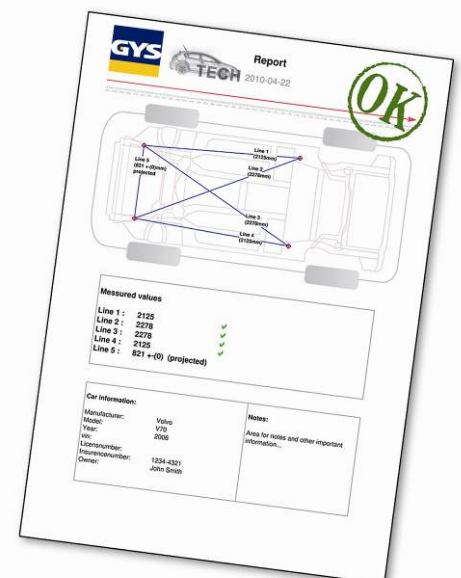 GYS
TECH
Report
2010-04-22
OK
Line 1
(2125mm)
Line 2
(2278mm)
Line 5
(821 +-(0)mm)
projected
Line 3
(2278mm)
Line 4
(2125mm)
Messured values
Line 1 : 2125
Line 2 : 2278
Line 3 : 2278
Line 4 : 2125
Line 5 : 821 +-(0) (projected)
Car information:
Manufacturer: Volvo
Model: V70
Year: 2006
vin:
Licensnumber:
Insurencenumber: 1234-4321
Owner: John Smith
Notes:
Area for notes and other important
information...